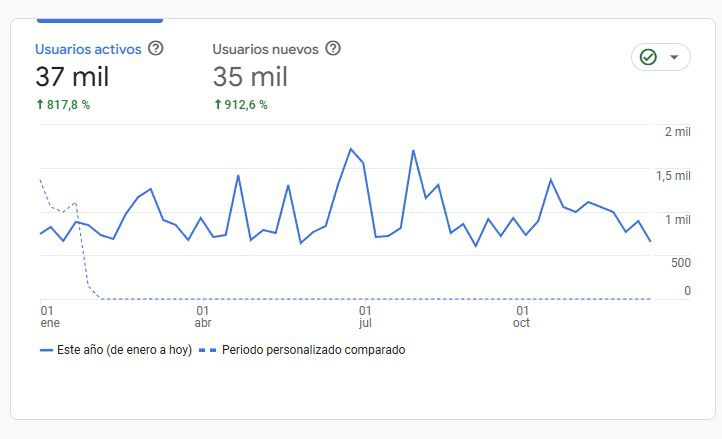 Usuarios activos
37 mil
817,8 %
Usuarios nuevos
35 mil
912,6 %
2 mil
1,5 mil
1 mil
500
0
01
ene
01
abr
01
jul
01
oct
Este año (de enero a hoy)
Periodo personalizado comparado